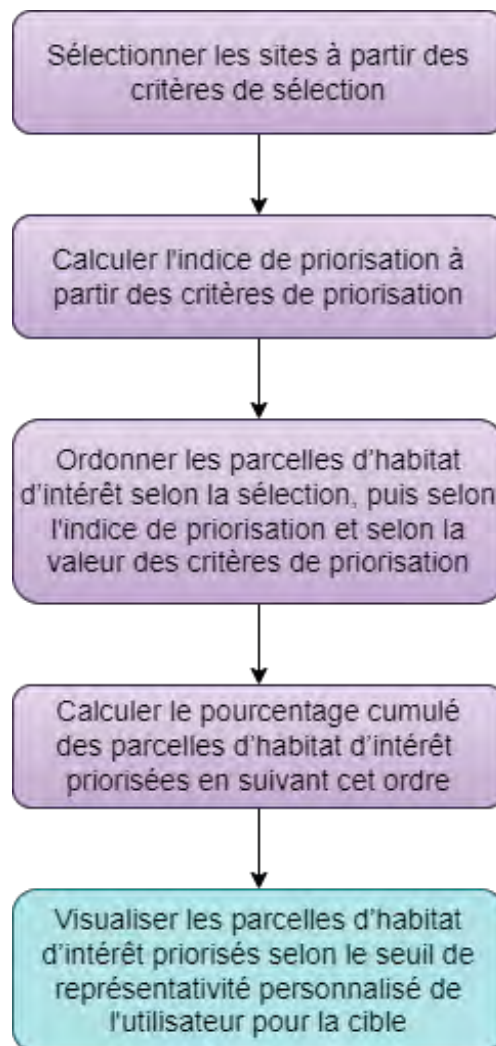 Sélectionner les sites à partir des
critères de sélection
Calculer l'indice de priorisation à
partir des critères de priorisation
Ordonner les parcelles d'habitat
d'intérêt selon la sélection, puis selon
l'indice de priorisation et selon la
valeur des critères de priorisation
Calculer le pourcentage cumulé
des parcelles d'habitat d'intérêt
priorisées en suivant cet ordre
Visualiser les parcelles d'habitat
d'intérêt priorisés selon le seuil de
représentativité personnalisé de
l'utilisateur pour la cible